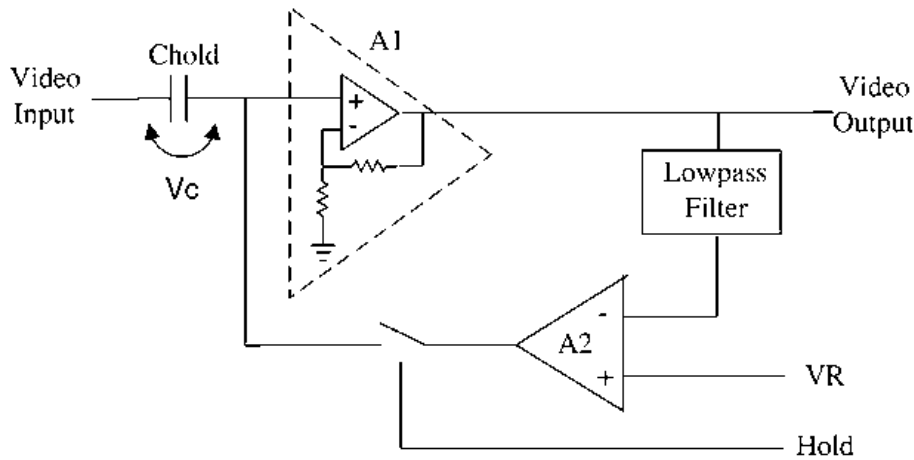 A1
Chold
Video
Input
Video
Output
+
-
Vc
Lowpass
Filter
-
A2
+
VR
Hold